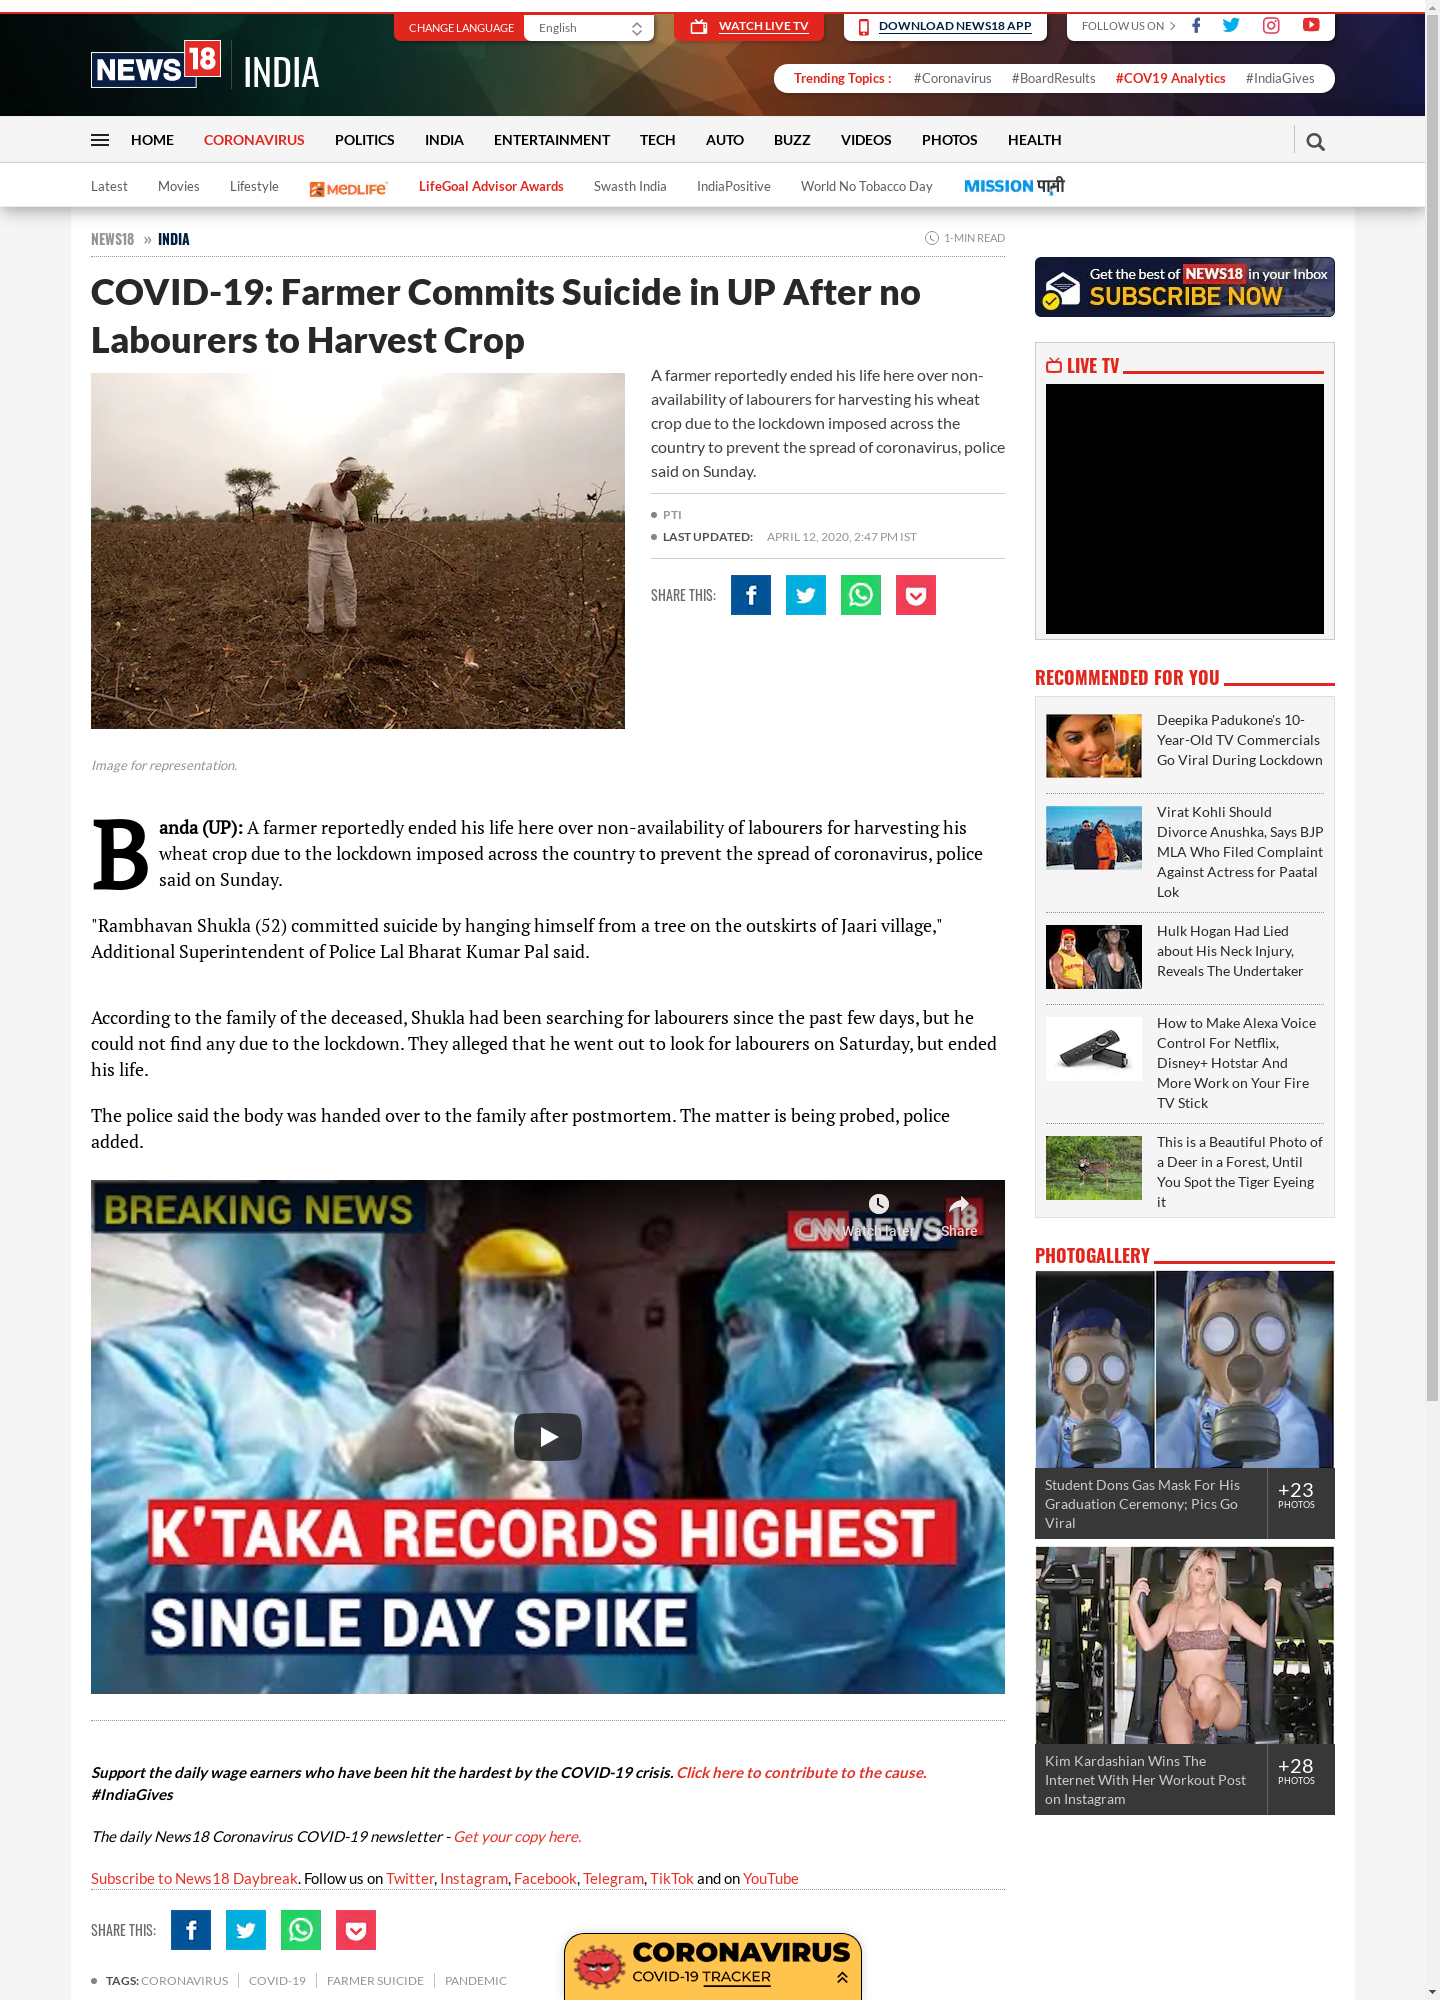 CHANGE LANGUAGE English WATCH LIVE TV DOWNLOAD NEWS18 APP FOLLOW US ON
NEWS 18 INDIA
Trending Topics : #Coronavirus #BoardResults #COV19 Analytics #IndiaGives
HOME CORONAVIRUS POLITICS INDIA ENTERTAINMENT TECH AUTO BUZZ VIDEOS PHOTOS HEALTH
Latest Movies Lifestyle MEDLIFE LifeGoal Advisor Awards Swasth India IndiaPositive World No Tobacco Day MISSION पानी
NEWS18 » INDIA
1-MIN READ
COVID-19: Farmer Commits Suicide in UP After no
Labourers to Harvest Crop
A farmer reportedly ended his life here over non-
availability of labourers for harvesting his wheat
crop due to the lockdown imposed across the
country to prevent the spread of coronavirus, police
said on Sunday.
PTI
LAST UPDATED: APRIL 12, 2020, 2:47 PM IST
SHARE THIS:
Image for representation.
Banda (UP): A farmer reportedly ended his life here over non-availability of labourers for harvesting his
wheat crop due to the lockdown imposed across the country to prevent the spread of coronavirus, police
said on Sunday.
"Rambhavan Shukla (52) committed suicide by hanging himself from a tree on the outskirts of Jaari village,"
Additional Superintendent of Police Lal Bharat Kumar Pal said.
According to the family of the deceased, Shukla had been searching for labourers since the past few days, but he
could not find any due to the lockdown. They alleged that he went out to look for labourers on Saturday, but ended
his life.
The police said the body was handed over to the family after postmortem. The matter is being probed, police
added.
BREAKING NEWS
CNN NEWS 18
Watch later Share
K'TAKA RECORDS HIGHEST
SINGLE DAY SPIKE
Support the daily wage earners who have been hit the hardest by the COVID-19 crisis. Click here to contribute to the cause.
#IndiaGives
The daily News18 Coronavirus COVID-19 newsletter - Get your copy here.
Subscribe to News18 Daybreak. Follow us on Twitter, Instagram, Facebook, Telegram, TikTok and on YouTube
SHARE THIS:
TAGS: CORONAVIRUS COVID-19 FARMER SUICIDE PANDEMIC
Get the best of NEWS18 in your Inbox
SUBSCRIBE NOW
LIVE TV
RECOMMENDED FOR YOU
Deepika Padukone's 10-
Year-Old TV Commercials
Go Viral During Lockdown
Virat Kohli Should
Divorce Anushka, Says BJP
MLA Who Filed Complaint
Against Actress for Paatal
Lok
Hulk Hogan Had Lied
about His Neck Injury,
Reveals The Undertaker
How to Make Alexa Voice
Control For Netflix,
Disney+ Hotstar And
More Work on Your Fire
TV Stick
This is a Beautiful Photo of
a Deer in a Forest, Until
You Spot the Tiger Eyeing
it
PHOTOGALLERY
Student Dons Gas Mask For His
Graduation Ceremony; Pics Go
Viral
+23
PHOTOS
Kim Kardashian Wins The
Internet With Her Workout Post
on Instagram
+28
PHOTOS
CORONAVIRUS
COVID-19 TRACKER